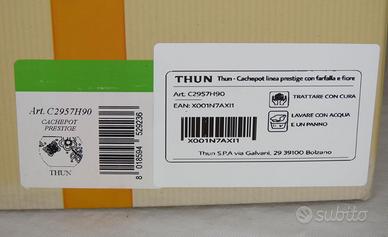 Art. C2957H90
CACHEPOT
PRESTIGE
THUN
8 018594 529236
THUN Thun - Cachepot linea prestige con farfalla e fiore
Art. C2957H90
EAN: X001N7AXI1
X001N7AXI1
TRATTARE CON CURA
LAVARE CON ACQUA
E UN PANNO
Thun S.P.A via Galvani, 29 39100 Bolzano
subito